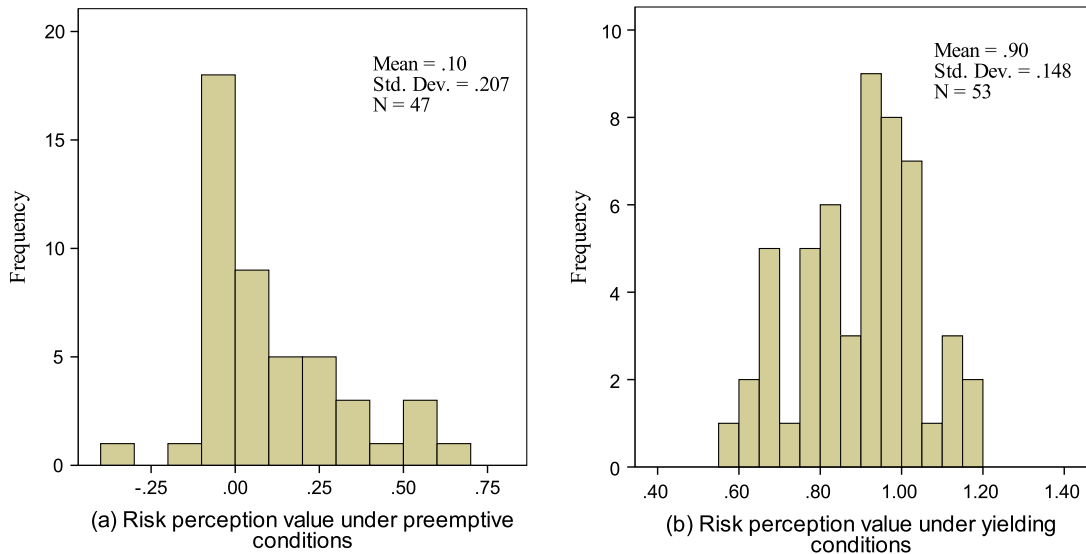 20
15
10
5
0
Frequency
Mean = .10
Std. Dev. = .207
N = 47
-.25 .00 .25 .50 .75
(a) Risk perception value under preemptive
conditions
10
8
6
4
2
0
Frequency
Mean = .90
Std. Dev. = .148
N = 53
.40 .60 .80 1.00 1.20 1.40
(b) Risk perception value under yielding
conditions